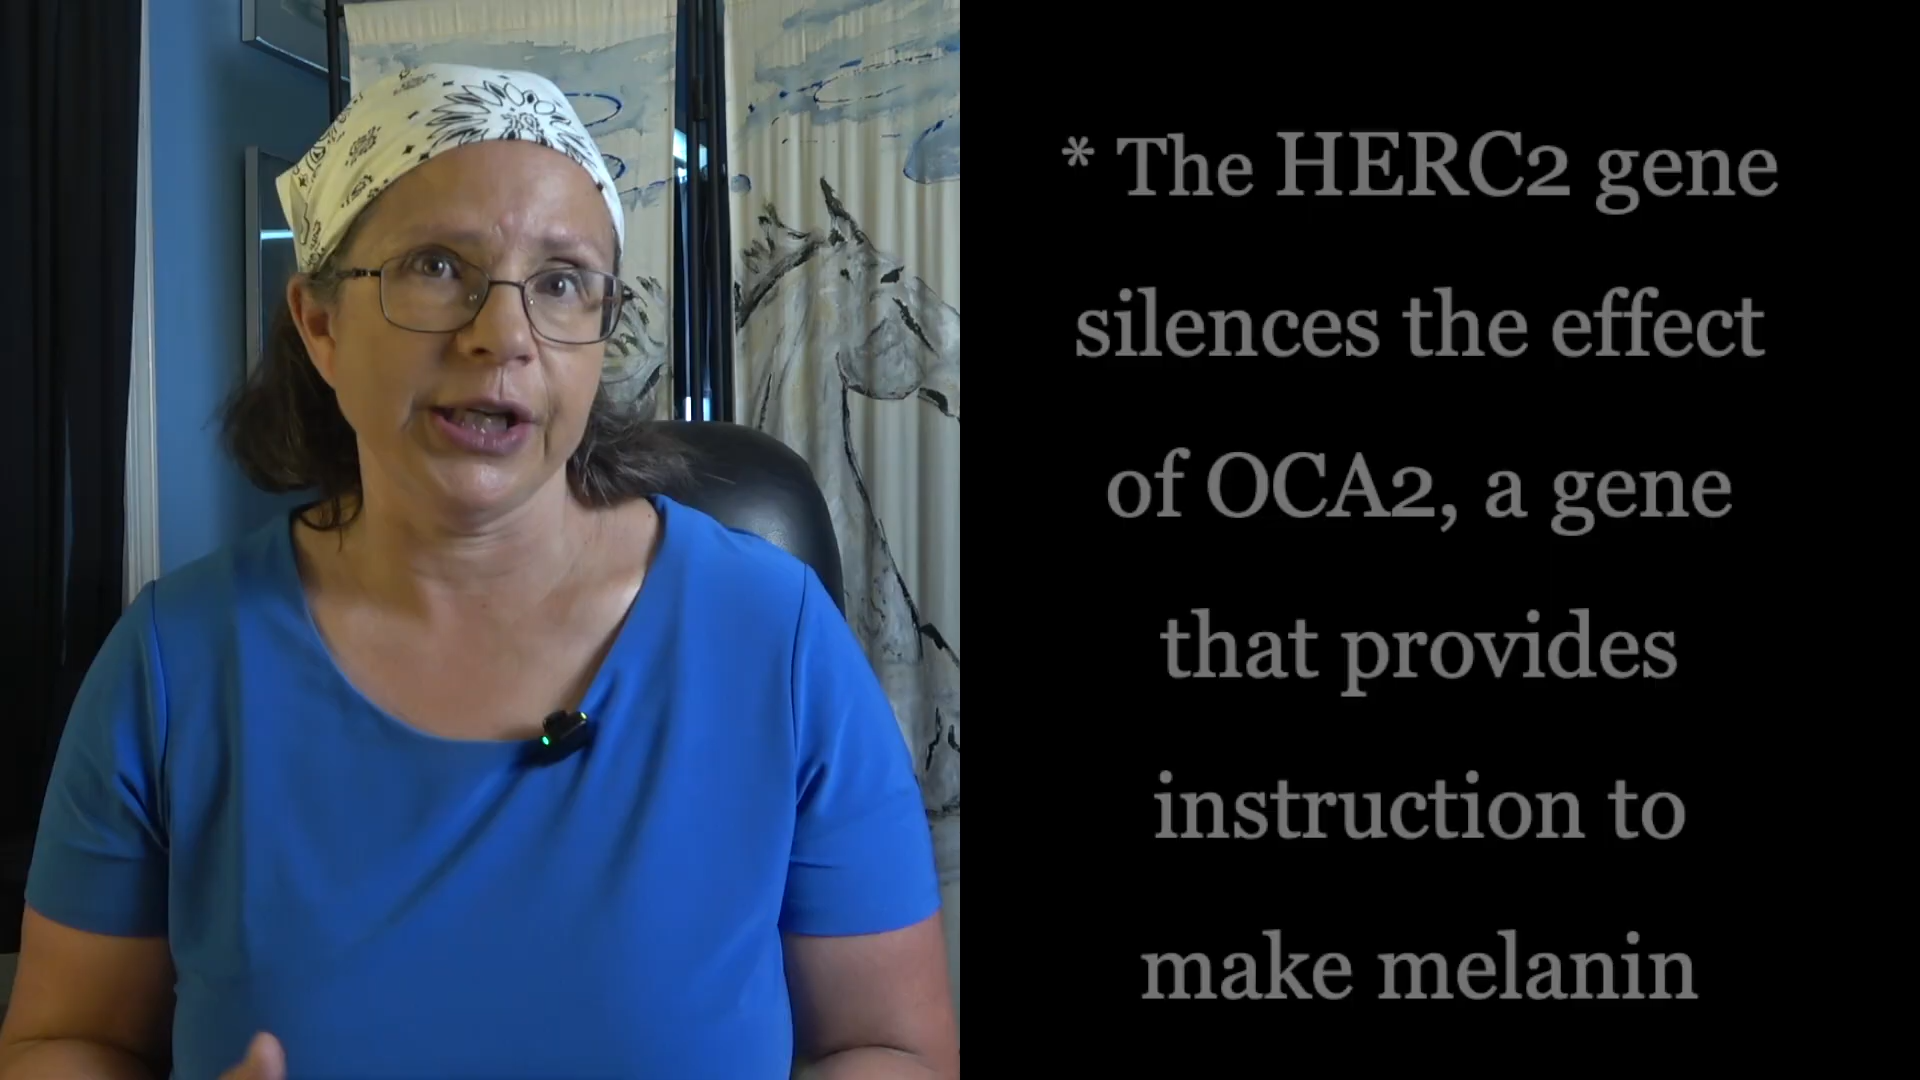 * The HERC2 gene
silences the effect
of OCA2, a gene
that provides
instruction to
make melanin